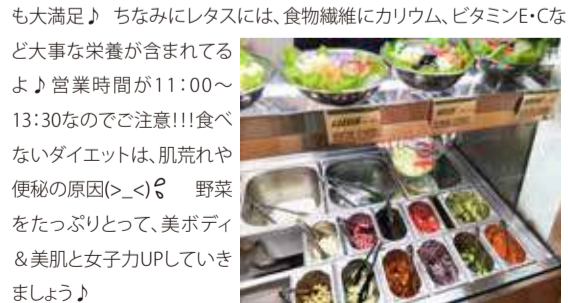 も大満足♪　ちなみにレタスには、食物繊維にカリウム、ビタミンE・Cな
ど大事な栄養が含まれてる
よ♪営業時間が11：00～
13：30なのでご注意!!!食べ
ないダイエットは、肌荒れや
便秘の原因(>_<)　野菜
をたっぷりとって、美ボディ
＆美肌と女子力UPしていき
ましょう♪